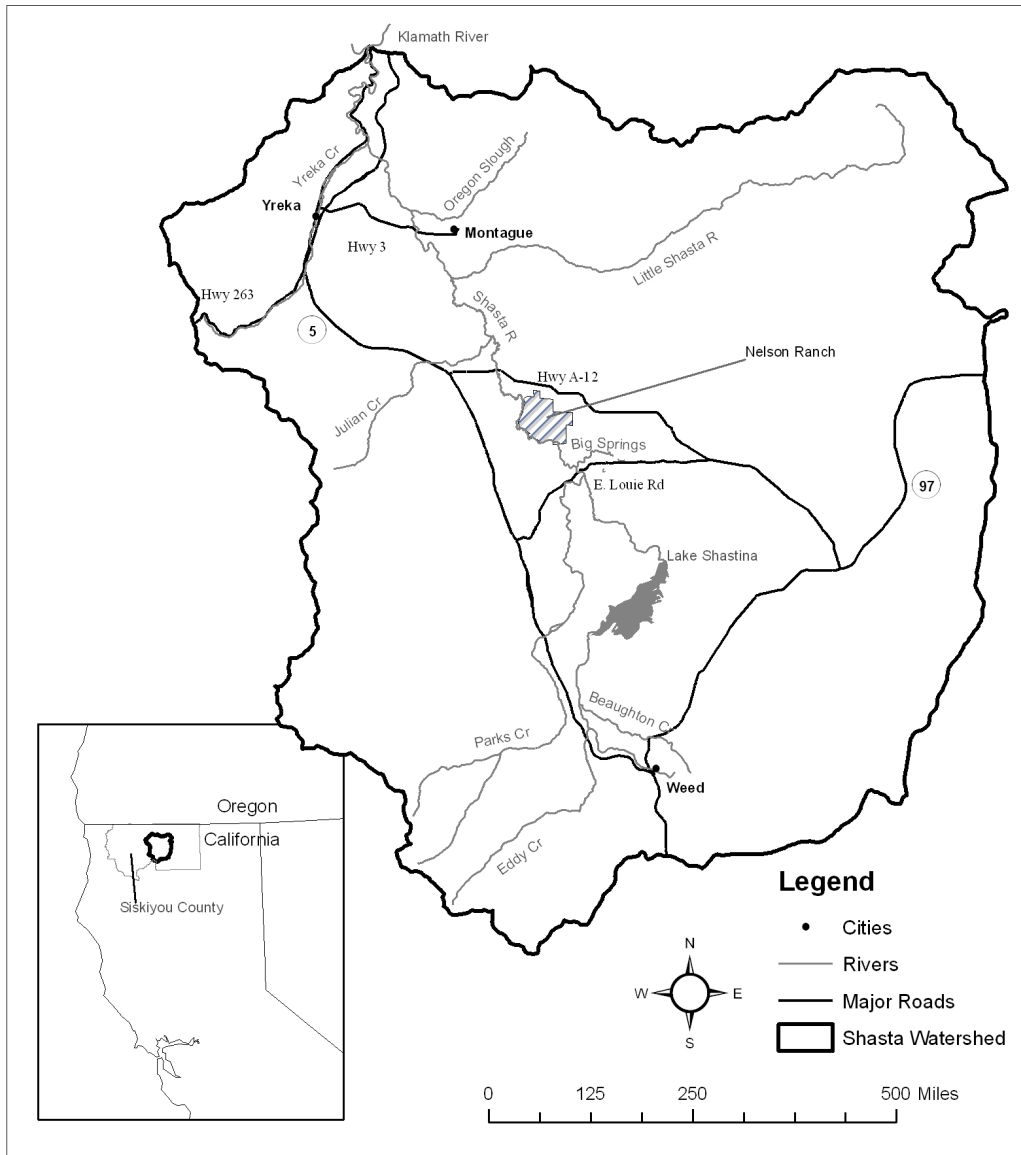 Klamath River
Yreka Cr
Oregon Slough
Yreka
Montague
Hwy 3
Little Shasta R
Hwy 263
5
Shasta R
Nelson Ranch
Hwy A-12
Julian Cr
Big Springs
E. Louie Rd
97
Lake Shastina
Beaughton C
Parks Cr
Weed
Eddy Cr
Oregon
California
Siskiyou County
Legend
Cities
Rivers
Major Roads
Shasta Watershed
N
W E
S
0 125 250 500 Miles